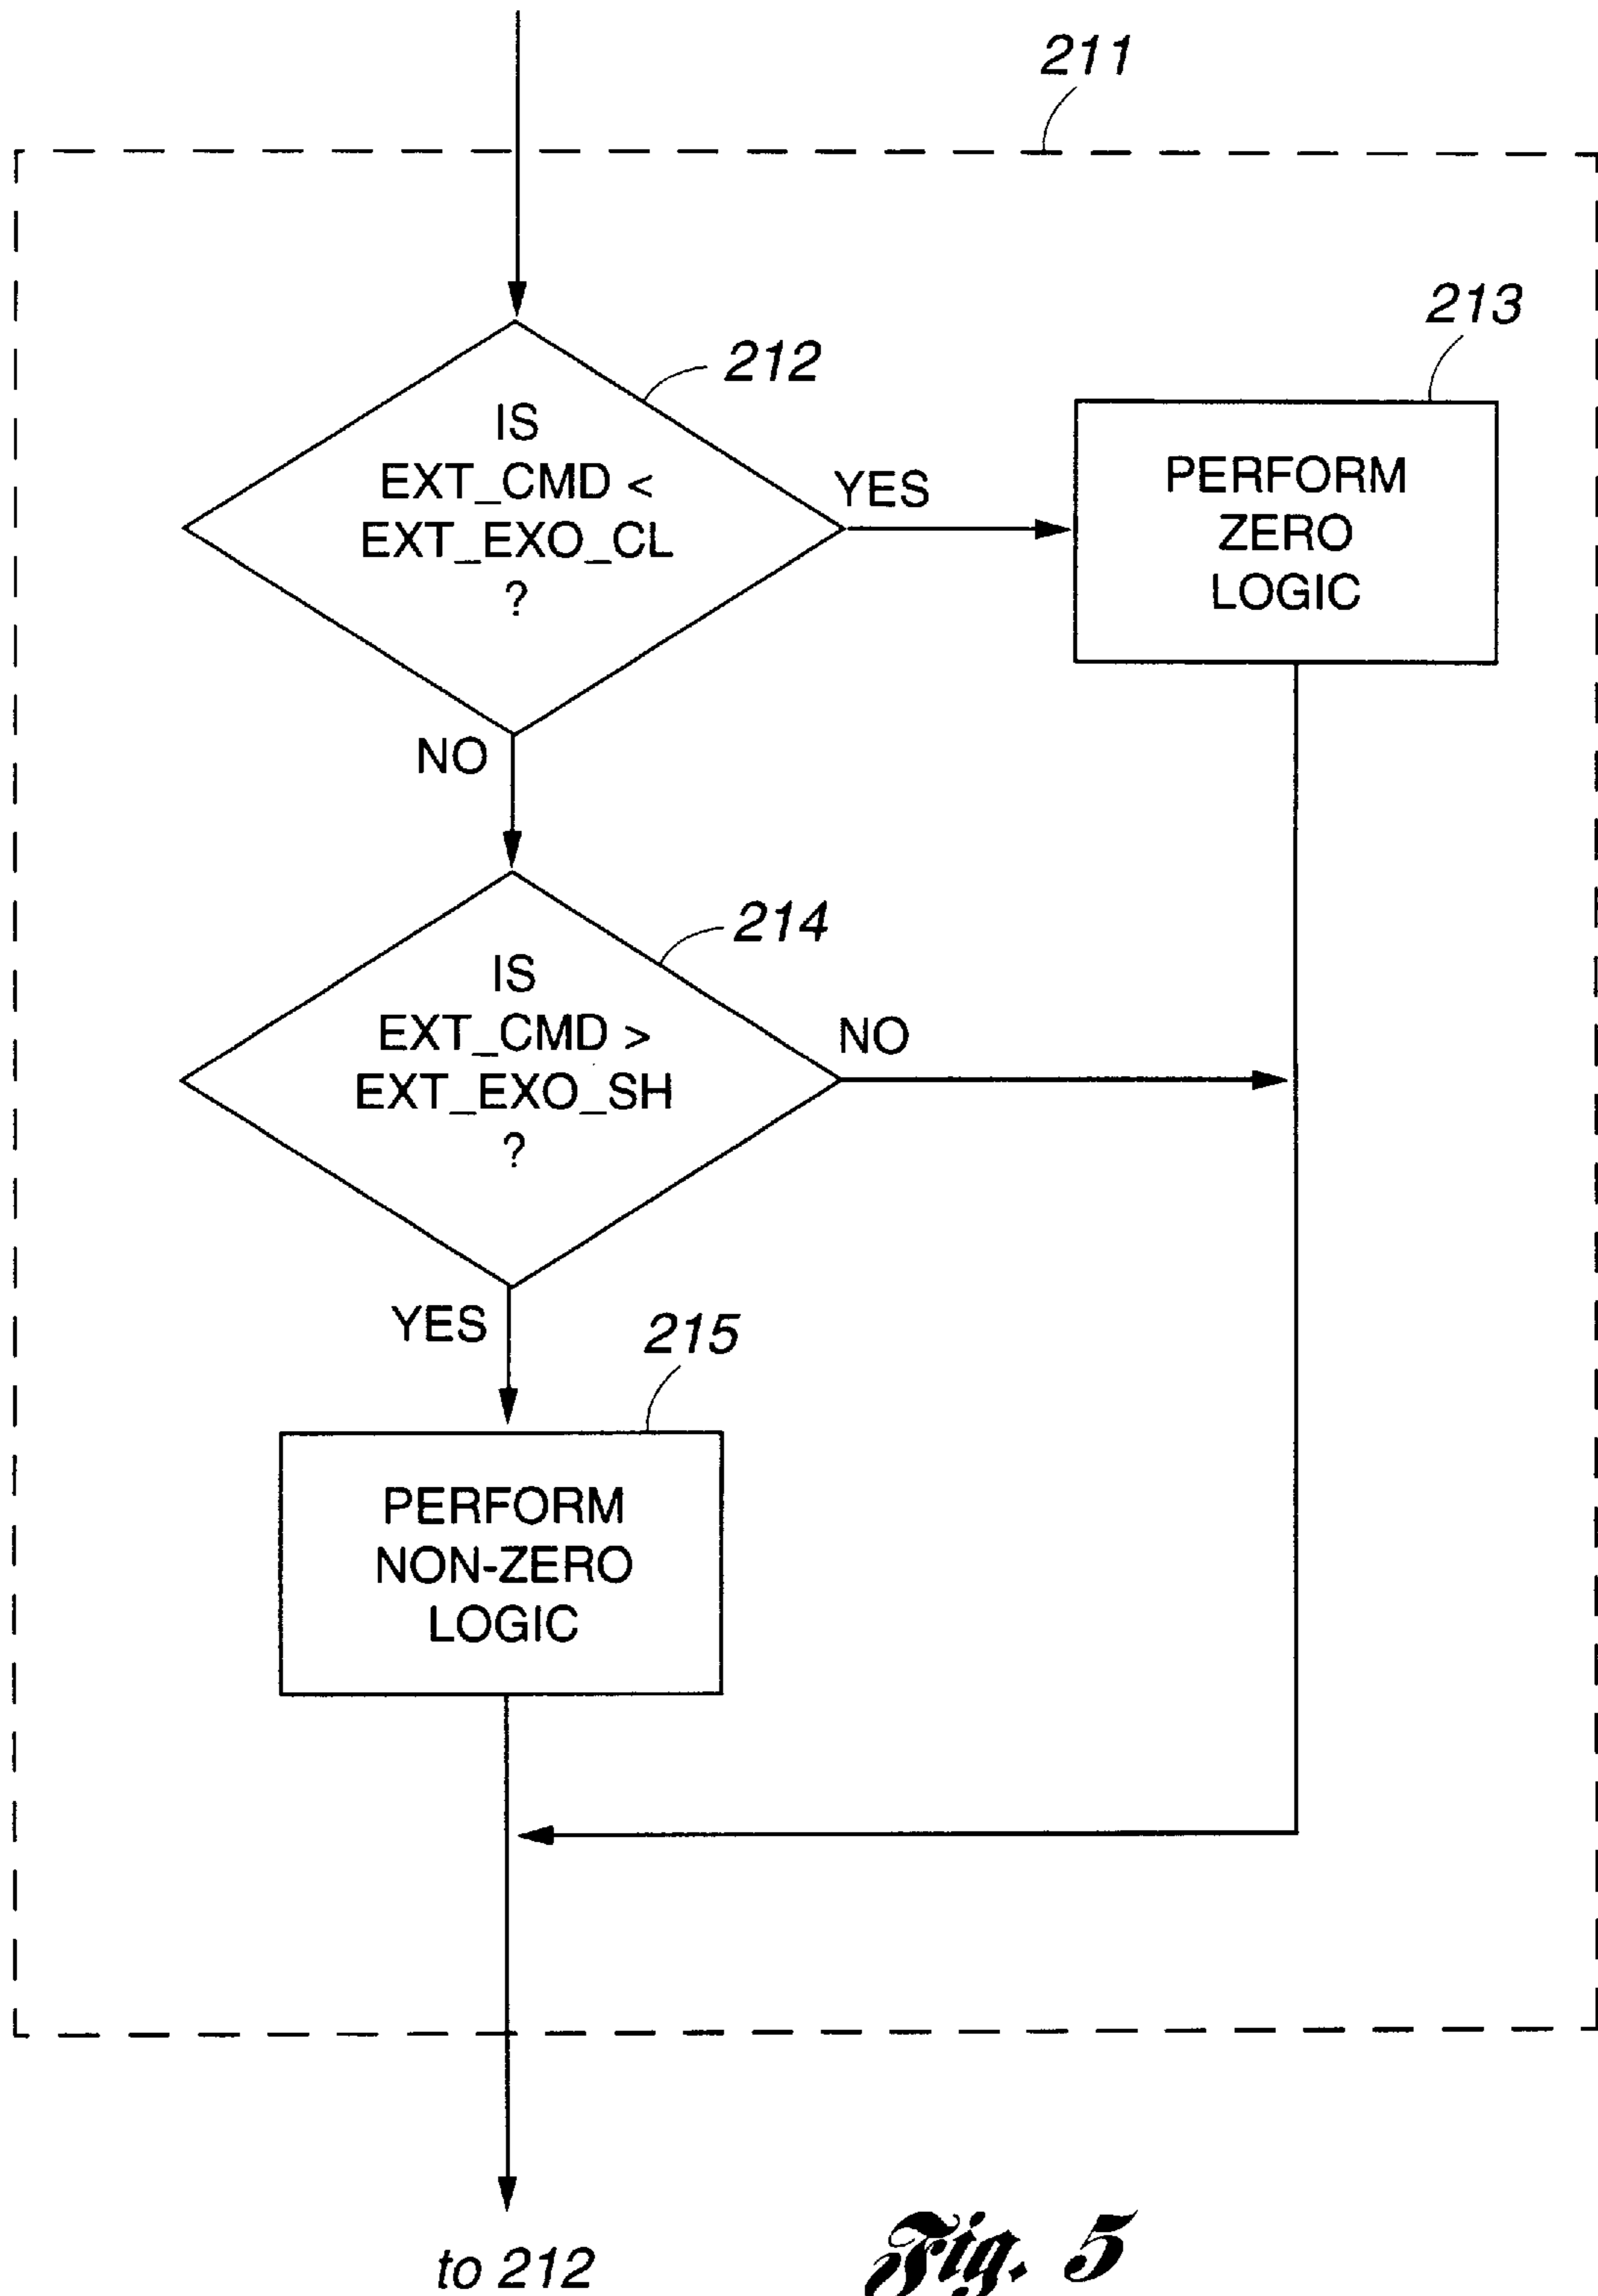 211
212
IS
EXT_CMD <
EXT_EXO_CL
?
YES
213
PERFORM
ZERO
LOGIC
NO
214
IS
EXT_CMD >
EXT_EXO_SH
?
NO
YES
215
PERFORM
NON-ZERO
LOGIC
to 212
Fig. 5